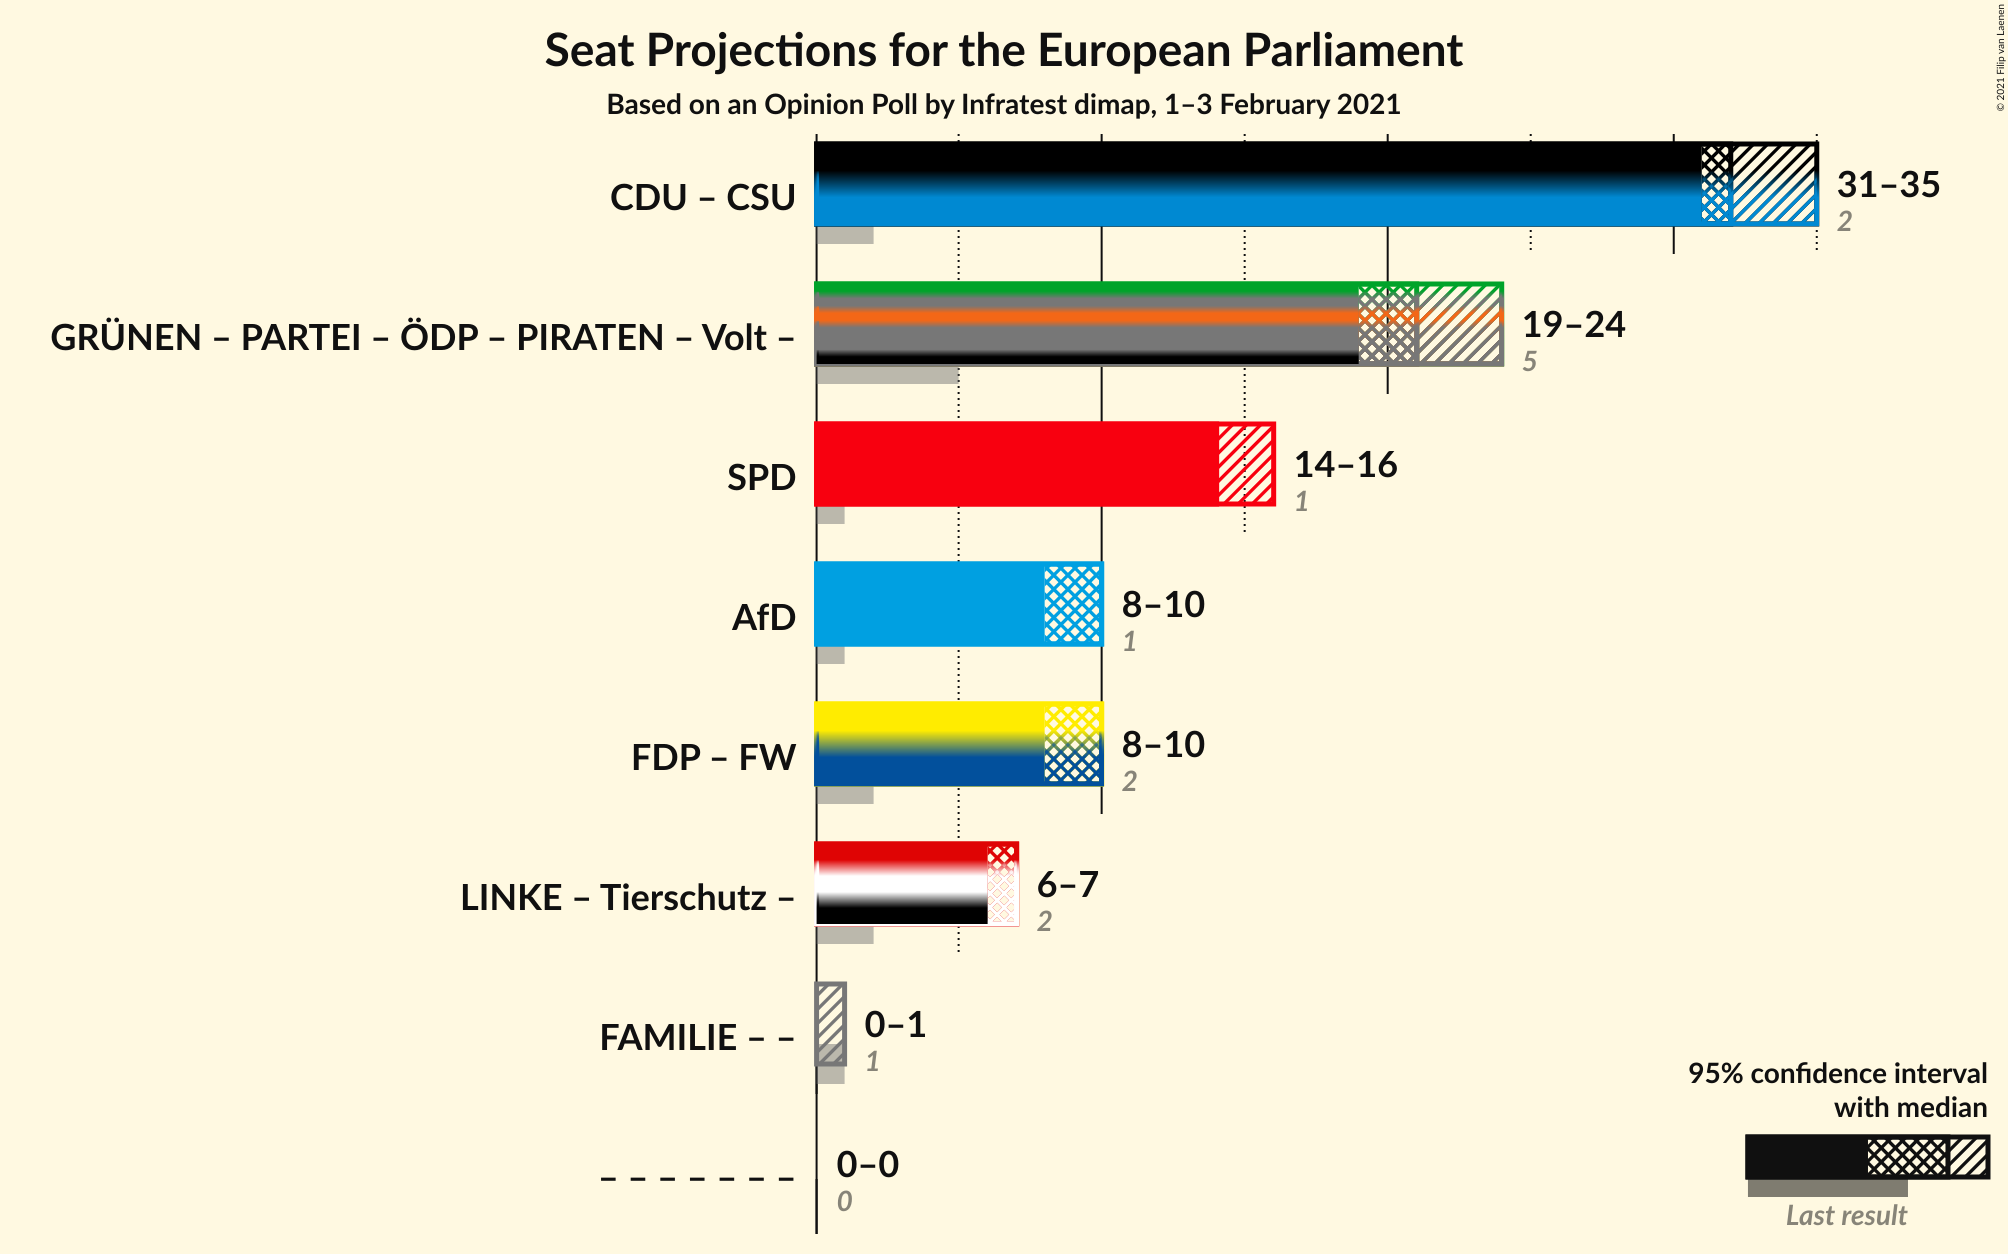 Seat Projections for the European Parliament
Based on an Opinion Poll by Infratest dimap, 1–3 February 2021
© 2021 Filip van Laenen
CDU – CSU
31–35
2
GRÜNEN – PARTEI – ÖDP – PIRATEN – Volt –
19–24
5
SPD
14–16
1
AfD
8–10
1
FDP – FW
8–10
2
LINKE – Tierschutz –
6–7
2
FAMILIE – –
0–1
1
– – – – – – –
0–0
0
95% confidence interval
with median
Last result